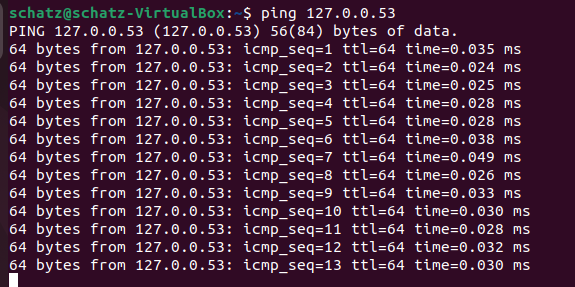 schatz@schatz-VirtualBox:~$ ping 127.0.0.53
PING 127.0.0.53 (127.0.0.53) 56(84) bytes of data.
64 bytes from 127.0.0.53: icmp_seq=1 ttl=64 time=0.035 ms
64 bytes from 127.0.0.53: icmp_seq=2 ttl=64 time=0.024 ms
64 bytes from 127.0.0.53: icmp_seq=3 ttl=64 time=0.025 ms
64 bytes from 127.0.0.53: icmp_seq=4 ttl=64 time=0.028 ms
64 bytes from 127.0.0.53: icmp_seq=5 ttl=64 time=0.028 ms
64 bytes from 127.0.0.53: icmp_seq=6 ttl=64 time=0.038 ms
64 bytes from 127.0.0.53: icmp_seq=7 ttl=64 time=0.049 ms
64 bytes from 127.0.0.53: icmp_seq=8 ttl=64 time=0.026 ms
64 bytes from 127.0.0.53: icmp_seq=9 ttl=64 time=0.033 ms
64 bytes from 127.0.0.53: icmp_seq=10 ttl=64 time=0.030 ms
64 bytes from 127.0.0.53: icmp_seq=11 ttl=64 time=0.028 ms
64 bytes from 127.0.0.53: icmp_seq=12 ttl=64 time=0.032 ms
64 bytes from 127.0.0.53: icmp_seq=13 ttl=64 time=0.030 ms